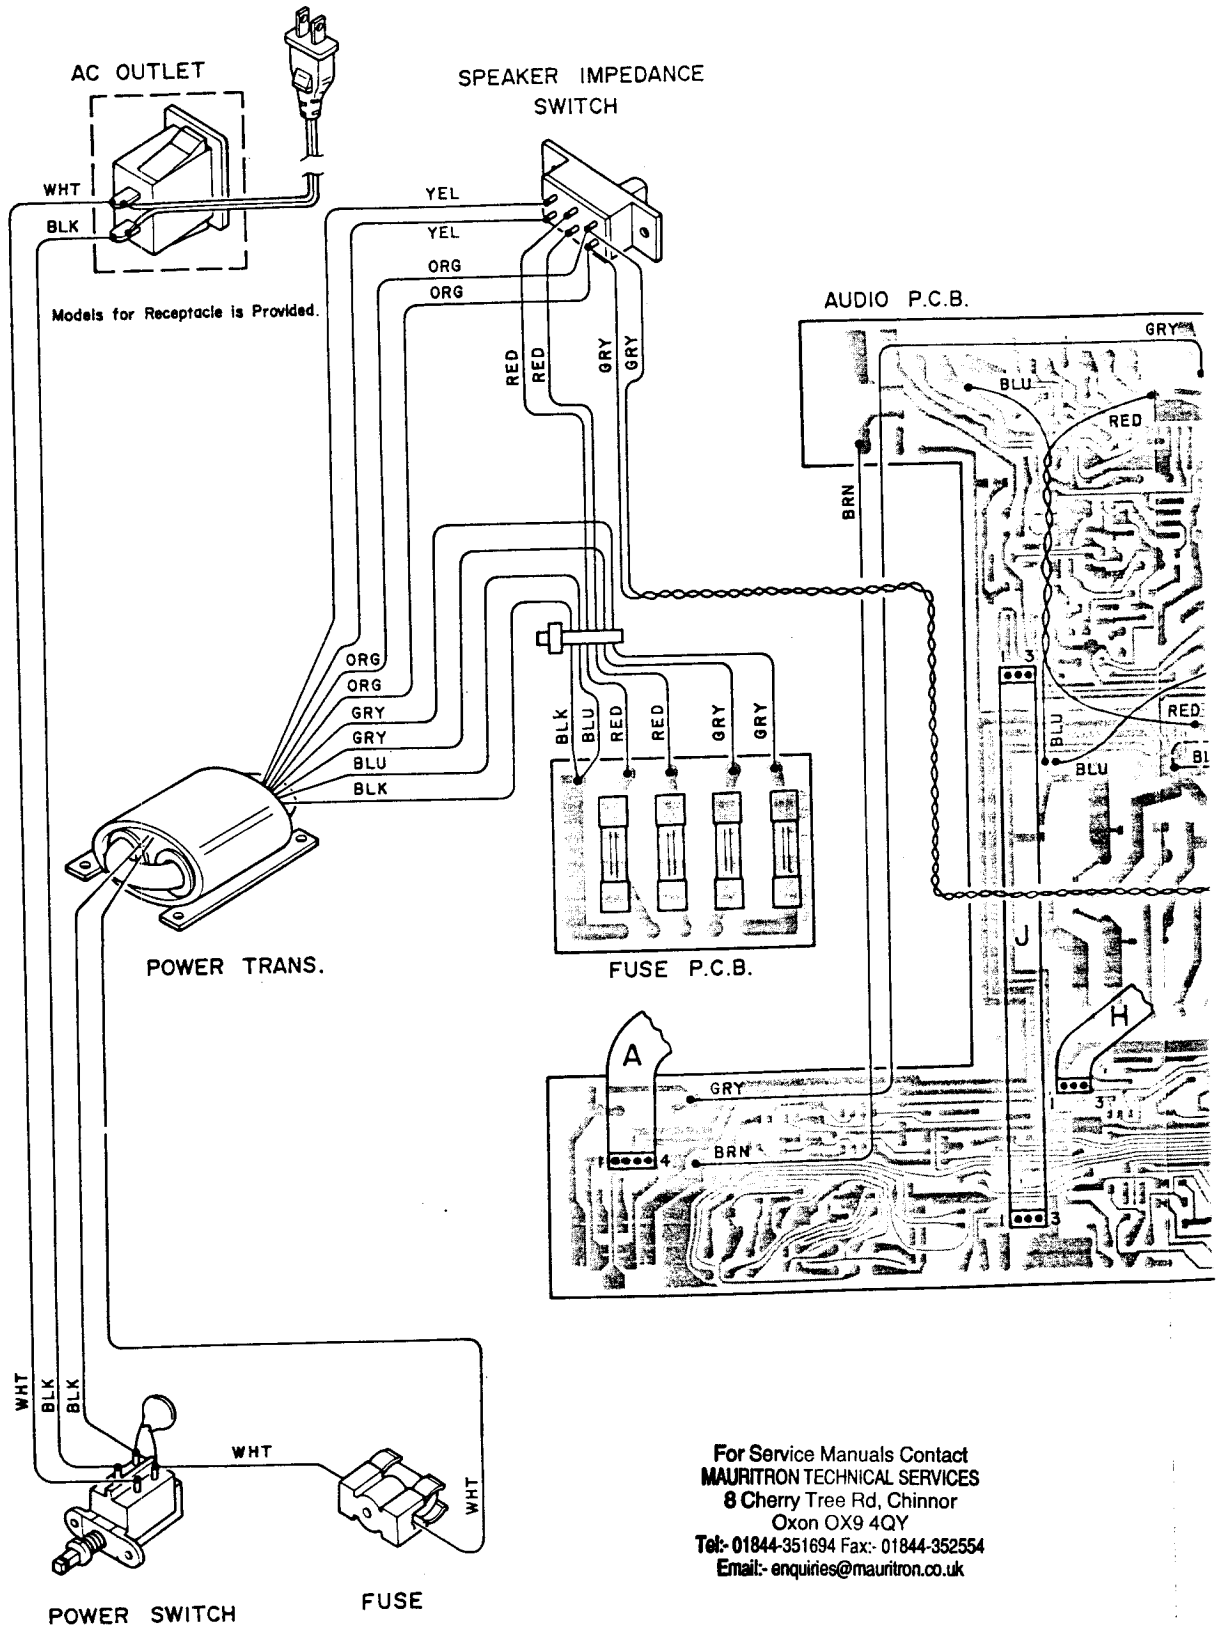 AC OUTLET
SPEAKER IMPEDANCE
SWITCH
WHT
BLK
YEL
YEL
ORG
ORG
Models for Receptacle is Provided.
AUDIO P.C.B.
GRY
RED
RED
GRY
GRY
BLU
RED
BRN
ORG
ORG
GRY
GRY
BLU
BLK
1 3
BLK
BLU
RED
RED
GRY
GRY
BLU
RED
BLU
BL
J
POWER TRANS.
FUSE P.C.B.
A
H
GRY
1 3
BRN
1 4
1 3
WHT
BLK
BLK
WHT
WHT
POWER SWITCH
FUSE
For Service Manuals Contact
MAURITRON TECHNICAL SERVICES
8 Cherry Tree Rd, Chinnor
Oxon OX9 4QY
Tel:- 01844-351694 Fax:- 01844-352554
Email:- enquiries@mauritron.co.uk